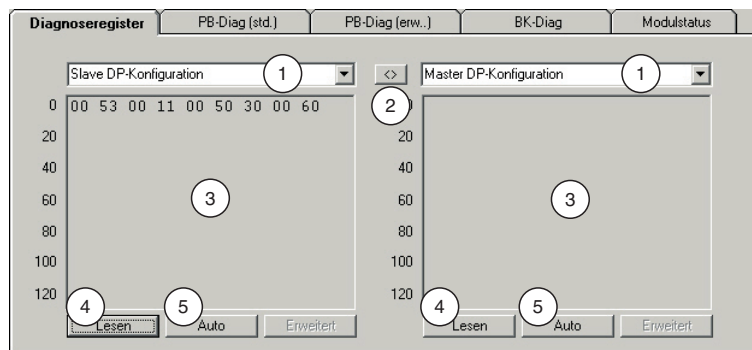 Diagnoseregister PB-Diag (std.) PB-Diag (erw..) BK-Diag Modulstatus
Slave DP-Konfiguration 1 <> Master DP-Konfiguration 1
2
0 00 53 00 11 00 50 30 00 60 0
20 20
40 40
60 3 60 3
80 80
100 100
120 120
4 5 4 5
Lesen Auto Erweitert Lesen Auto Erweitert